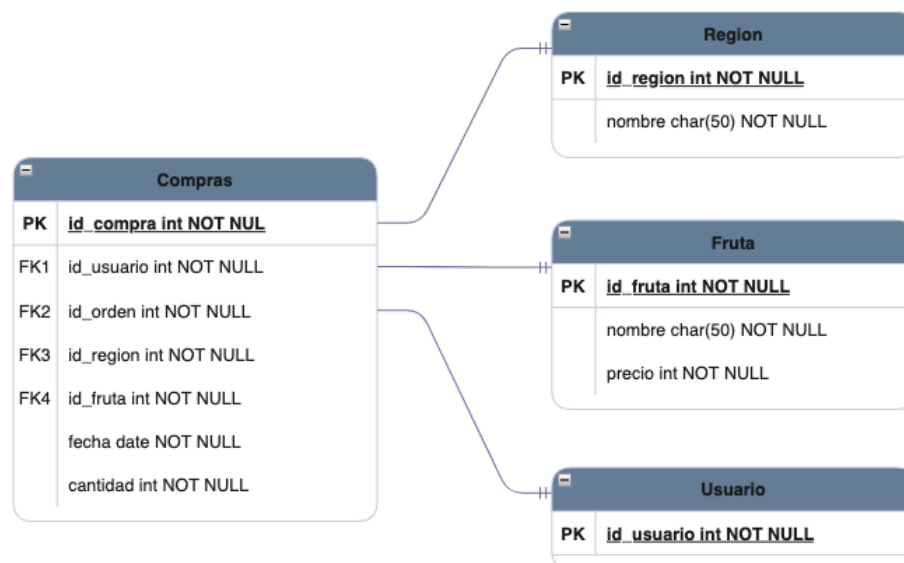 Region
PK id_region int NOT NULL
nombre char(50) NOT NULL
Compras
PK id_compra int NOT NUL
FK1 id_usuario int NOT NULL
FK2 id_orden int NOT NULL
FK3 id_region int NOT NULL
FK4 id_fruta int NOT NULL
fecha date NOT NULL
cantidad int NOT NULL
Fruta
PK id_fruta int NOT NULL
nombre char(50) NOT NULL
precio int NOT NULL
Usuario
PK id_usuario int NOT NULL